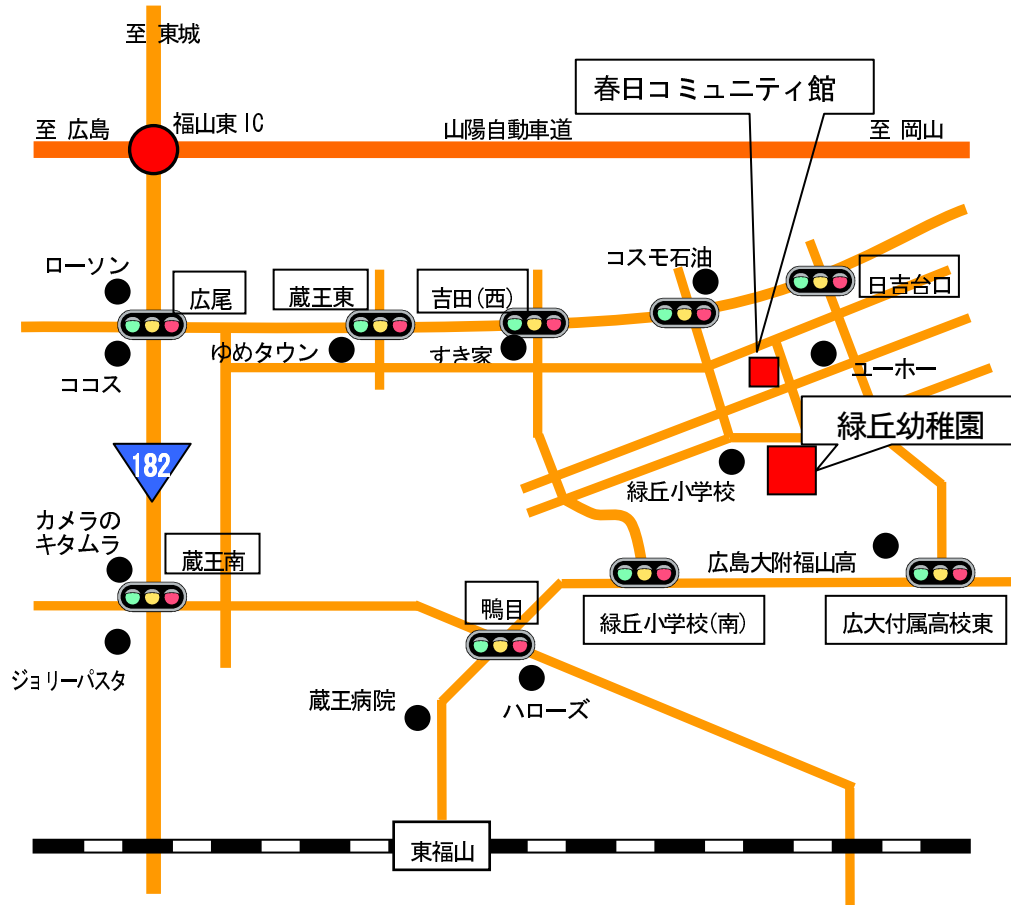 至 東城
春日コミュニティ館
至 広島
福山東IC
山陽自動車道
至 岡山
コスモ石油
ローソン
広尾
蔵王東
吉田(西)
日吉台口
ゆめタウン
すき家
ココス
ユーホー
緑丘幼稚園
182
緑丘小学校
カメラの
キタムラ
蔵王南
広島大附福山高
鴨目
緑丘小学校(南)
広大付属高校東
ジョリーパスタ
蔵王病院
ハローズ
東福山